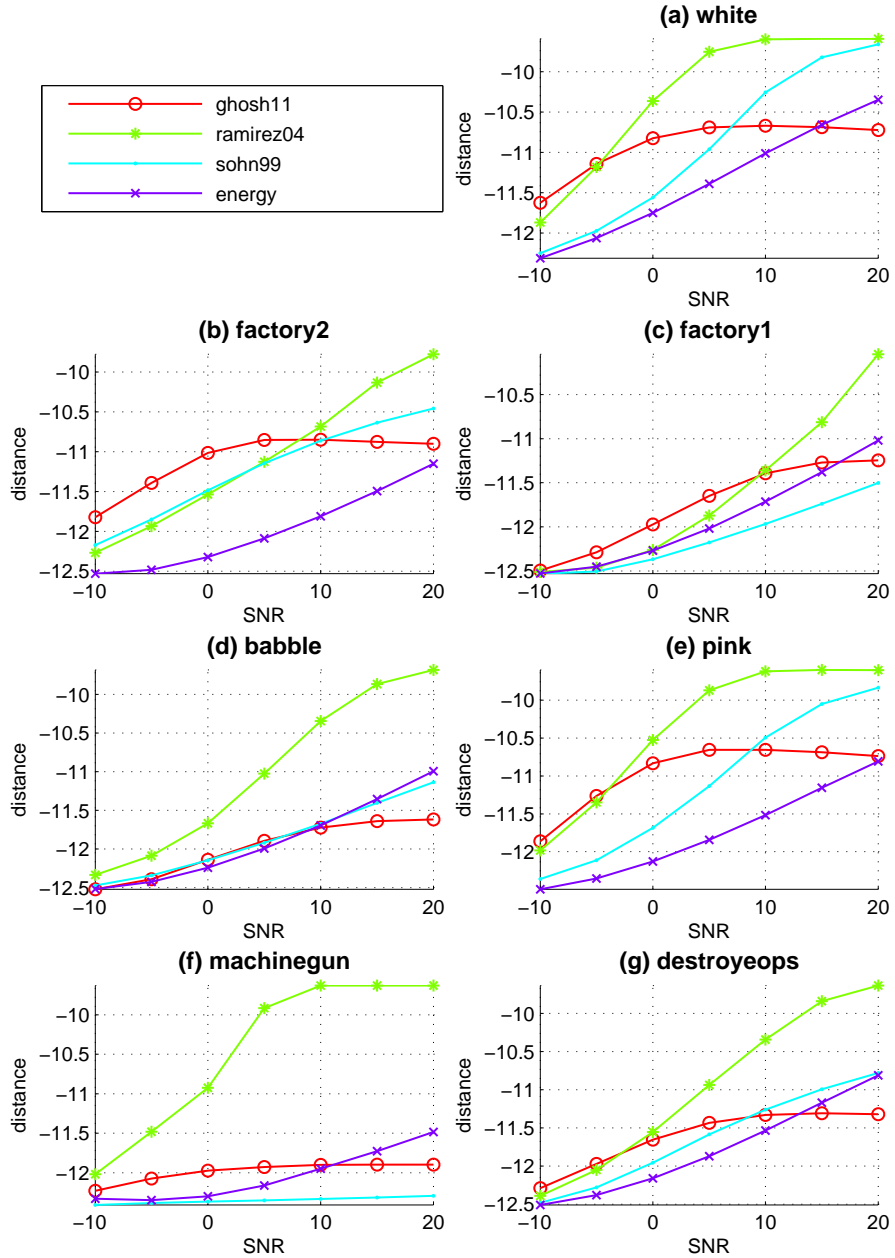 (a) white
ghosh11
ramirez04
sohn99
energy
distance
−10
−10.5
−11
−11.5
−12
−10 0 10 20
SNR
(b) factory2
distance
−10
−10.5
−11
−11.5
−12
−12.5
−10 0 10 20
SNR
(c) factory1
distance
−10.5
−11
−11.5
−12
−12.5
−10 0 10 20
SNR
(d) babble
distance
−10
−10.5
−11
−11.5
−12
−12.5
−10 0 10 20
SNR
(e) pink
distance
−10
−10.5
−11
−11.5
−12
−10 0 10 20
SNR
(f) machinegun
distance
−10
−10.5
−11
−11.5
−12
−10 0 10 20
SNR
(g) destroyeops
distance
−10
−10.5
−11
−11.5
−12
−12.5
−10 0 10 20
SNR